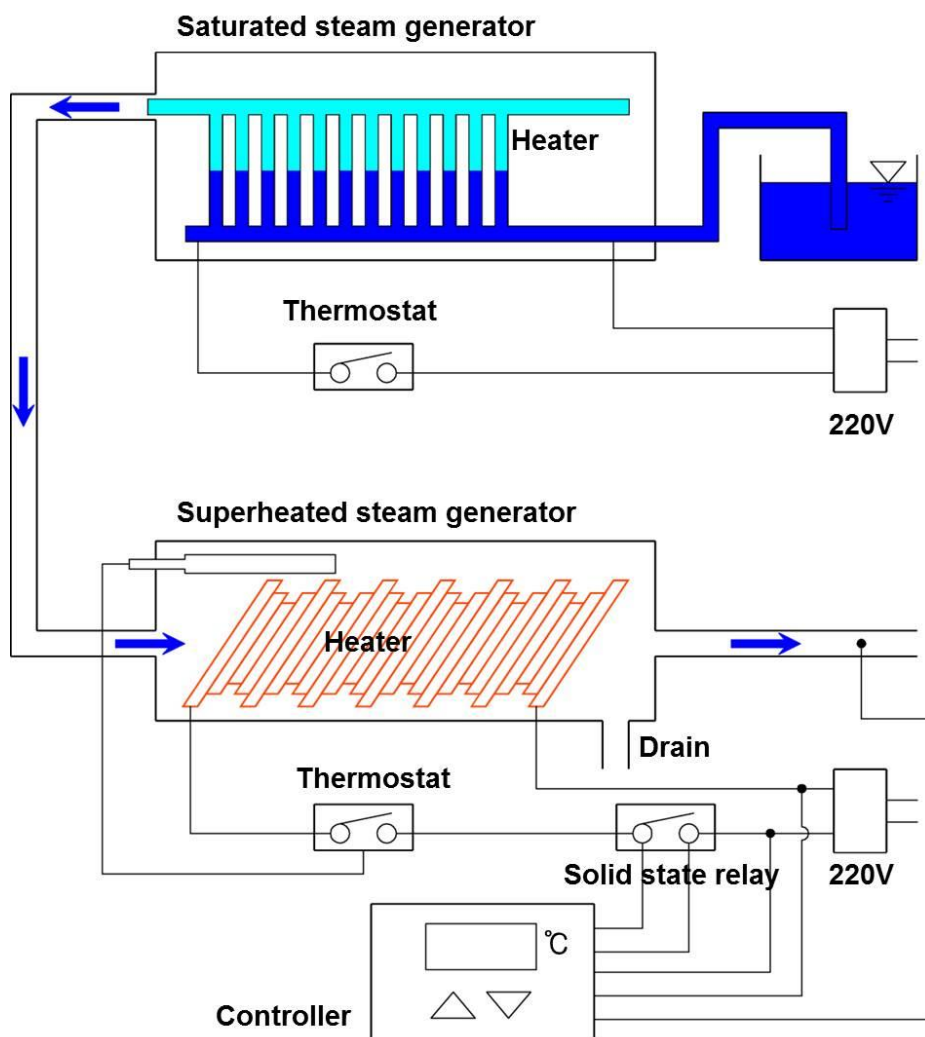 Saturated steam generator
Heater
Thermostat
220V
Superheated steam generator
Heater
Drain
Thermostat
Solid state relay
220V
℃
Controller